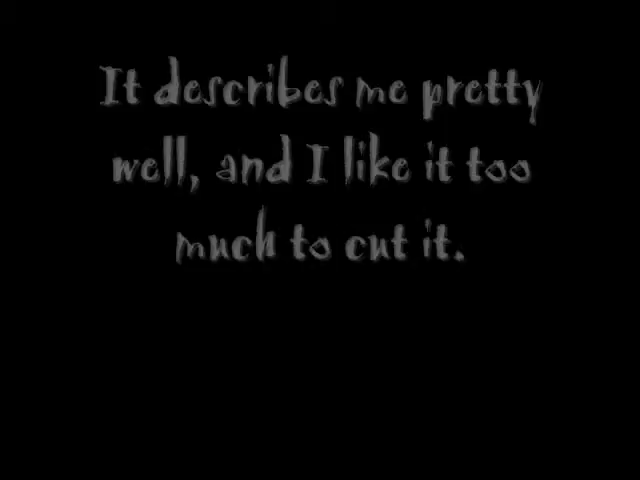 It describes me pretty
well, and I like it too
much to cut it.